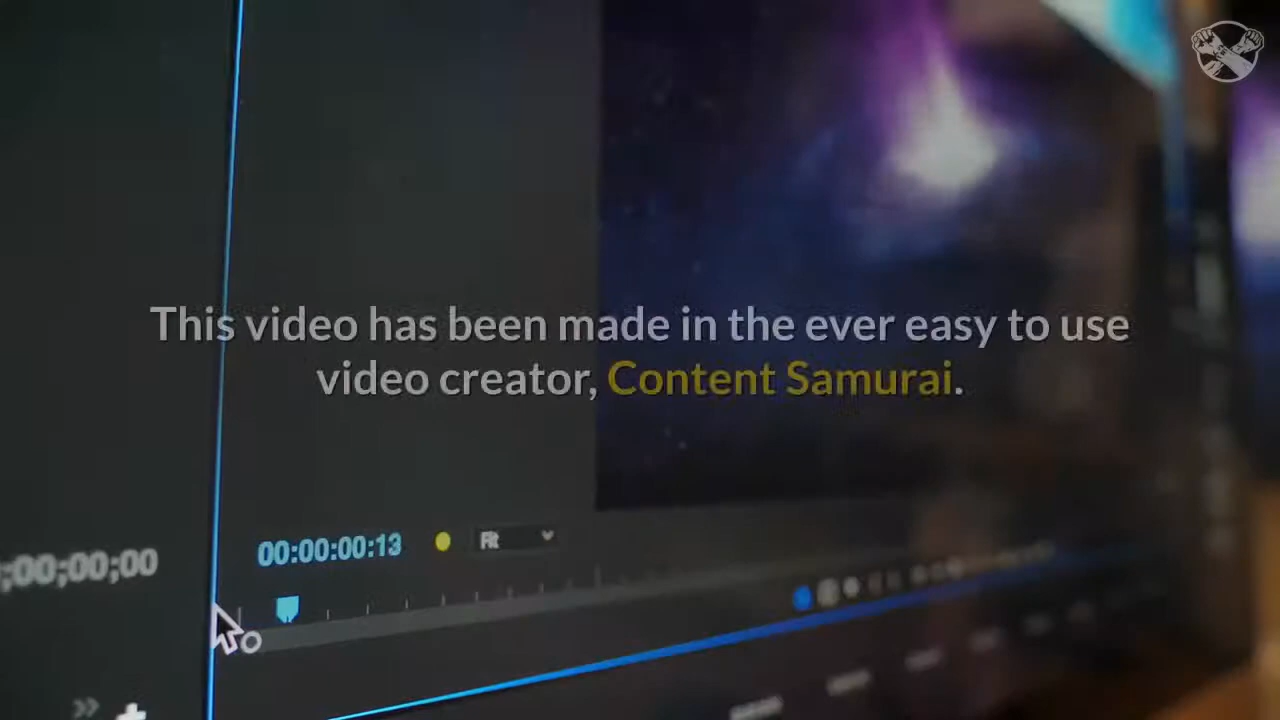 This video has been made in the ever easy to use
video creator, Content Samurai.
;00;00;00
00:00:00:13
Fit